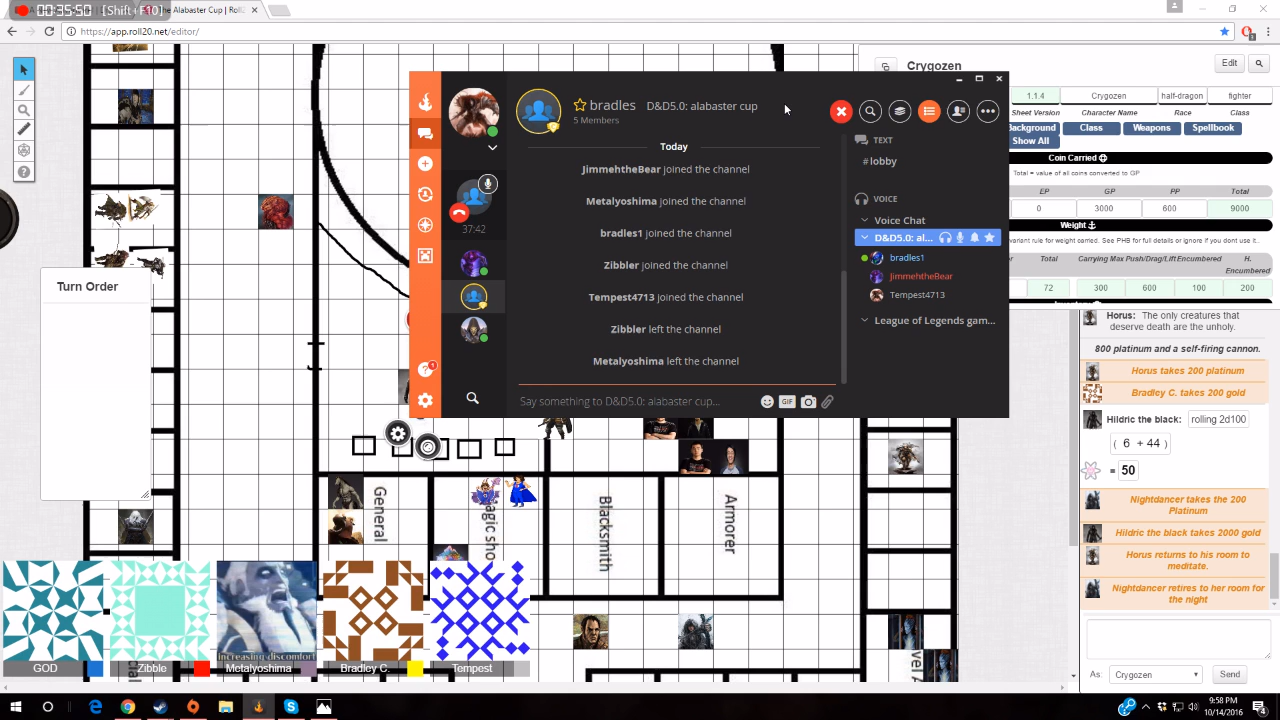 00:35:50 [Shift+F10]
The Alabaster Cup | Roll2
https://app.roll20.net/editor/
Turn Order
General
agic sho
Blacksmith
Armorer
GOD
Zibble
increasing discomfort
Metalyoshima
Bradley C.
Tempest
37:42
bradles D&D5.0: alabaster cup
5 Members
Today
JimmehtheBear joined the channel
Metalyoshima joined the channel
bradles1 joined the channel
Zibbler joined the channel
Tempest4713 joined the channel
Zibbler left the channel
Metalyoshima left the channel
Say something to D&D5.0: alabaster cup...
GIF
TEXT
#lobby
VOICE
Voice Chat
D&D5.0: al...
bradles1
JimmehtheBear
Tempest4713
League of Legends gam...
Crygozen
Edit
1.1.4 Crygozen half-dragon fighter
Sheet Version Character Name Race Class
Background Class Weapons Spellbook
Show All
Coin Carried
Total = value of all coins converted to GP
EP GP PP Total
0 3000 600 9000
Weight
variant rule for weight carried. See PHB for full details or ignore if you dont use it..
Total Carrying Max Push/Drag/Lift Encumbered H. Encumbered
72 300 600 100 200
Horus: The only creatures that deserve death are the unholy.
800 platinum and a self-firing cannon.
Horus takes 200 platinum
Bradley C. takes 200 gold
Hildric the black: rolling 2d100
( 6 + 44 )
= 50
Nightdancer takes the 200
Platinum
Hildric the black takes 2000 gold
Horus returns to his room to
meditate.
Nightdancer retires to her room for
the night
As: Crygozen Send
9:58 PM
10/14/2016